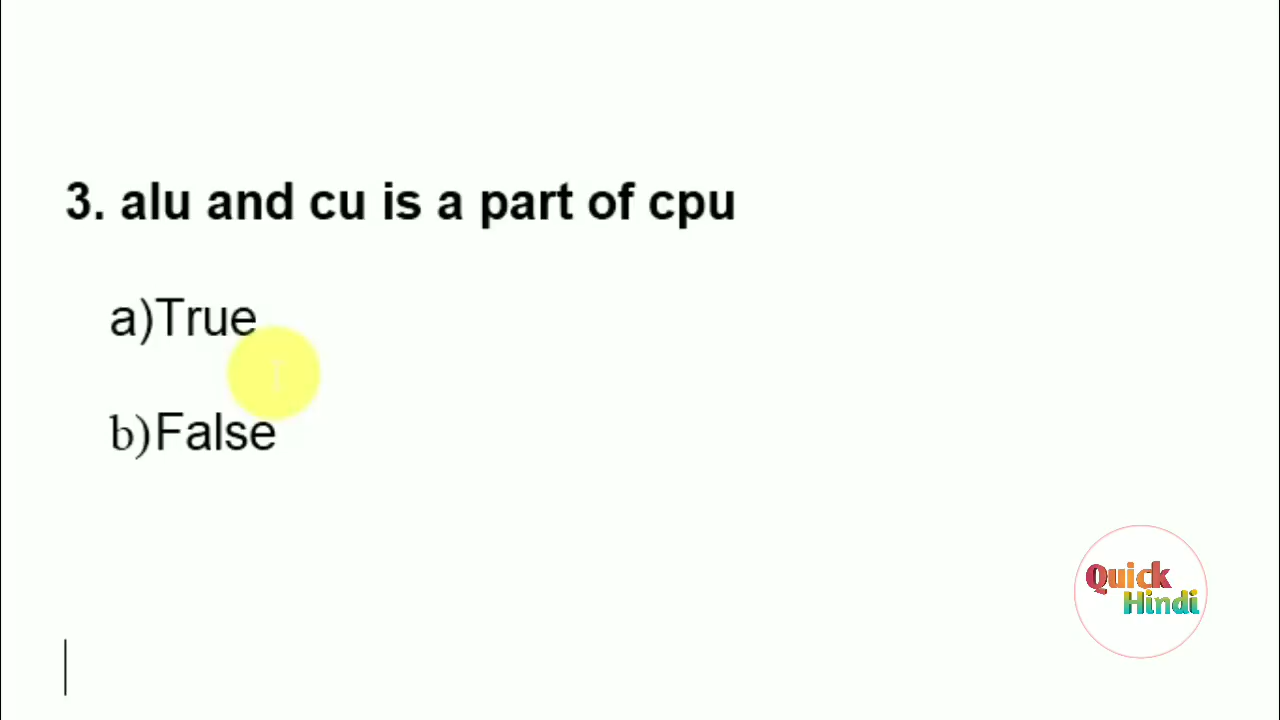 3. alu and cu is a part of cpu
a)True
b)False
Quick
Hindi